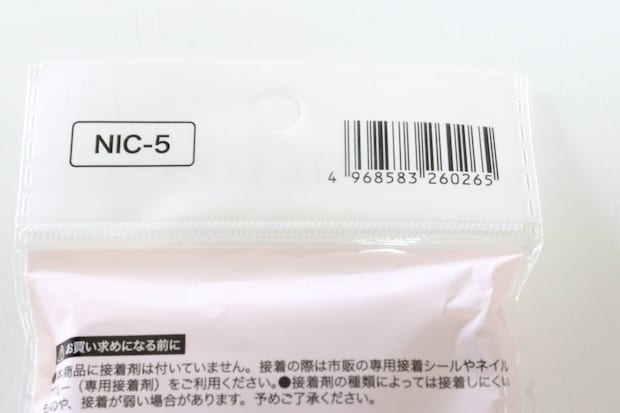 NIC-5
4 968583 260265
お買い求めになる前に
●本商品に接着剤は付いていません。接着の際は市販の専用接着シールやネイル
(専用接着剤)をご利用ください。●接着剤の種類によっては接着しにくい
ものや、接着が弱い場合があります。予めご了承ください。